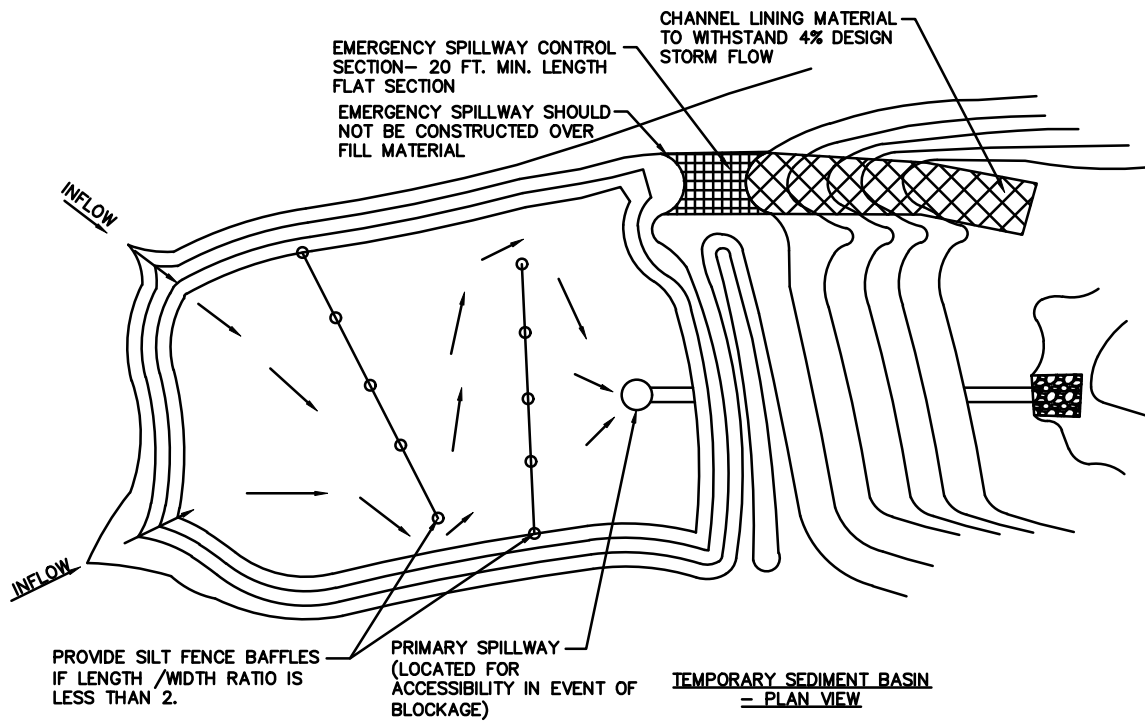 CHANNEL LINING MATERIAL
TO WITHSTAND 4% DESIGN
STORM FLOW
EMERGENCY SPILLWAY CONTROL
SECTION– 20 FT. MIN. LENGTH
FLAT SECTION
EMERGENCY SPILLWAY SHOULD
NOT BE CONSTRUCTED OVER
FILL MATERIAL
INFLOW
INFLOW
PROVIDE SILT FENCE BAFFLES
IF LENGTH /WIDTH RATIO IS
LESS THAN 2.
PRIMARY SPILLWAY
(LOCATED FOR
ACCESSIBILITY IN EVENT OF
BLOCKAGE)
TEMPORARY SEDIMENT BASIN
– PLAN VIEW